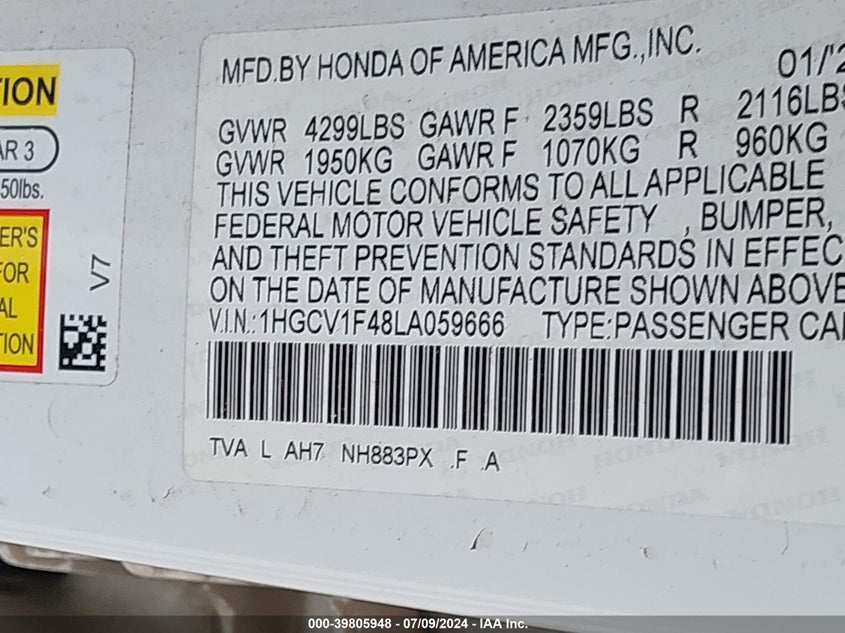 TION
AR 3
50lbs.
ER'S
FOR
AL
TION
V7
MFD.BY HONDA OF AMERICA MFG.,INC. 01/'2
GVWR 4299LBS GAWR F 2359LBS R 2116LBS
GVWR 1950KG GAWR F 1070KG R 960KG
THIS VEHICLE CONFORMS TO ALL APPLICABLE
FEDERAL MOTOR VEHICLE SAFETY , BUMPER,
AND THEFT PREVENTION STANDARDS IN EFFEC
ON THE DATE OF MANUFACTURE SHOWN ABOVE
V.I.N.:1HGCV1F48LA059666 TYPE:PASSENGER CAR
TVA L AH7 NH883PX .F .A
000-39805948 - 07/09/2024 - IAA Inc.